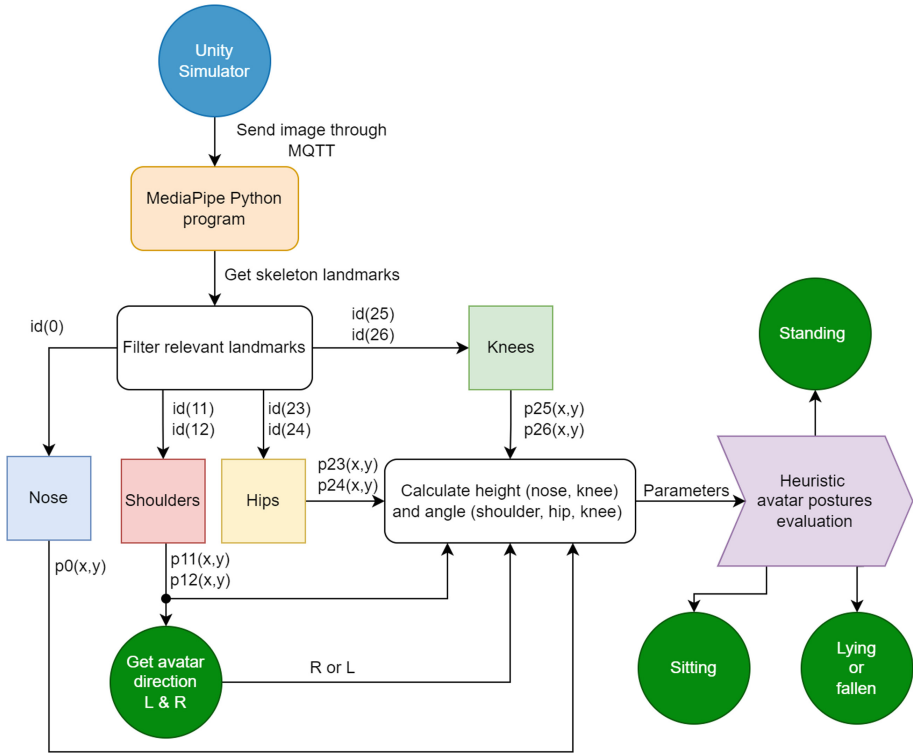 Unity
Simulator
Send image through
MQTT
MediaPipe Python
program
Get skeleton landmarks
id(0)
Filter relevant landmarks
id(25)
id(26)
Knees
Standing
id(11)
id(12)
id(23)
id(24)
p25(x,y)
p26(x,y)
Nose
Shoulders
Hips
p23(x,y)
p24(x,y)
Calculate height (nose, knee)
and angle (shoulder, hip, knee)
Parameters
Heuristic
avatar postures
evaluation
p0(x,y)
p11(x,y)
p12(x,y)
Get avatar
direction
L & R
R or L
Sitting
Lying
or
fallen